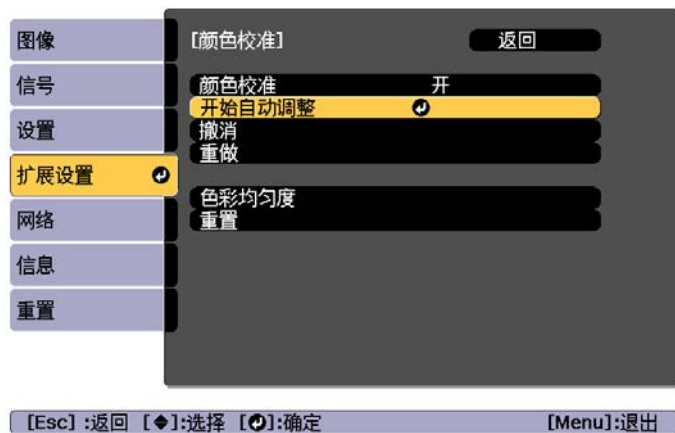 图像
信号
设置
扩展设置
网络
信息
重置
[颜色校准] 返回
颜色校准 开
开始自动调整
撤消
重做
色彩均匀度
重置
[Esc] :返回 [◆]:选择 [⏎]:确定 [Menu]:退出